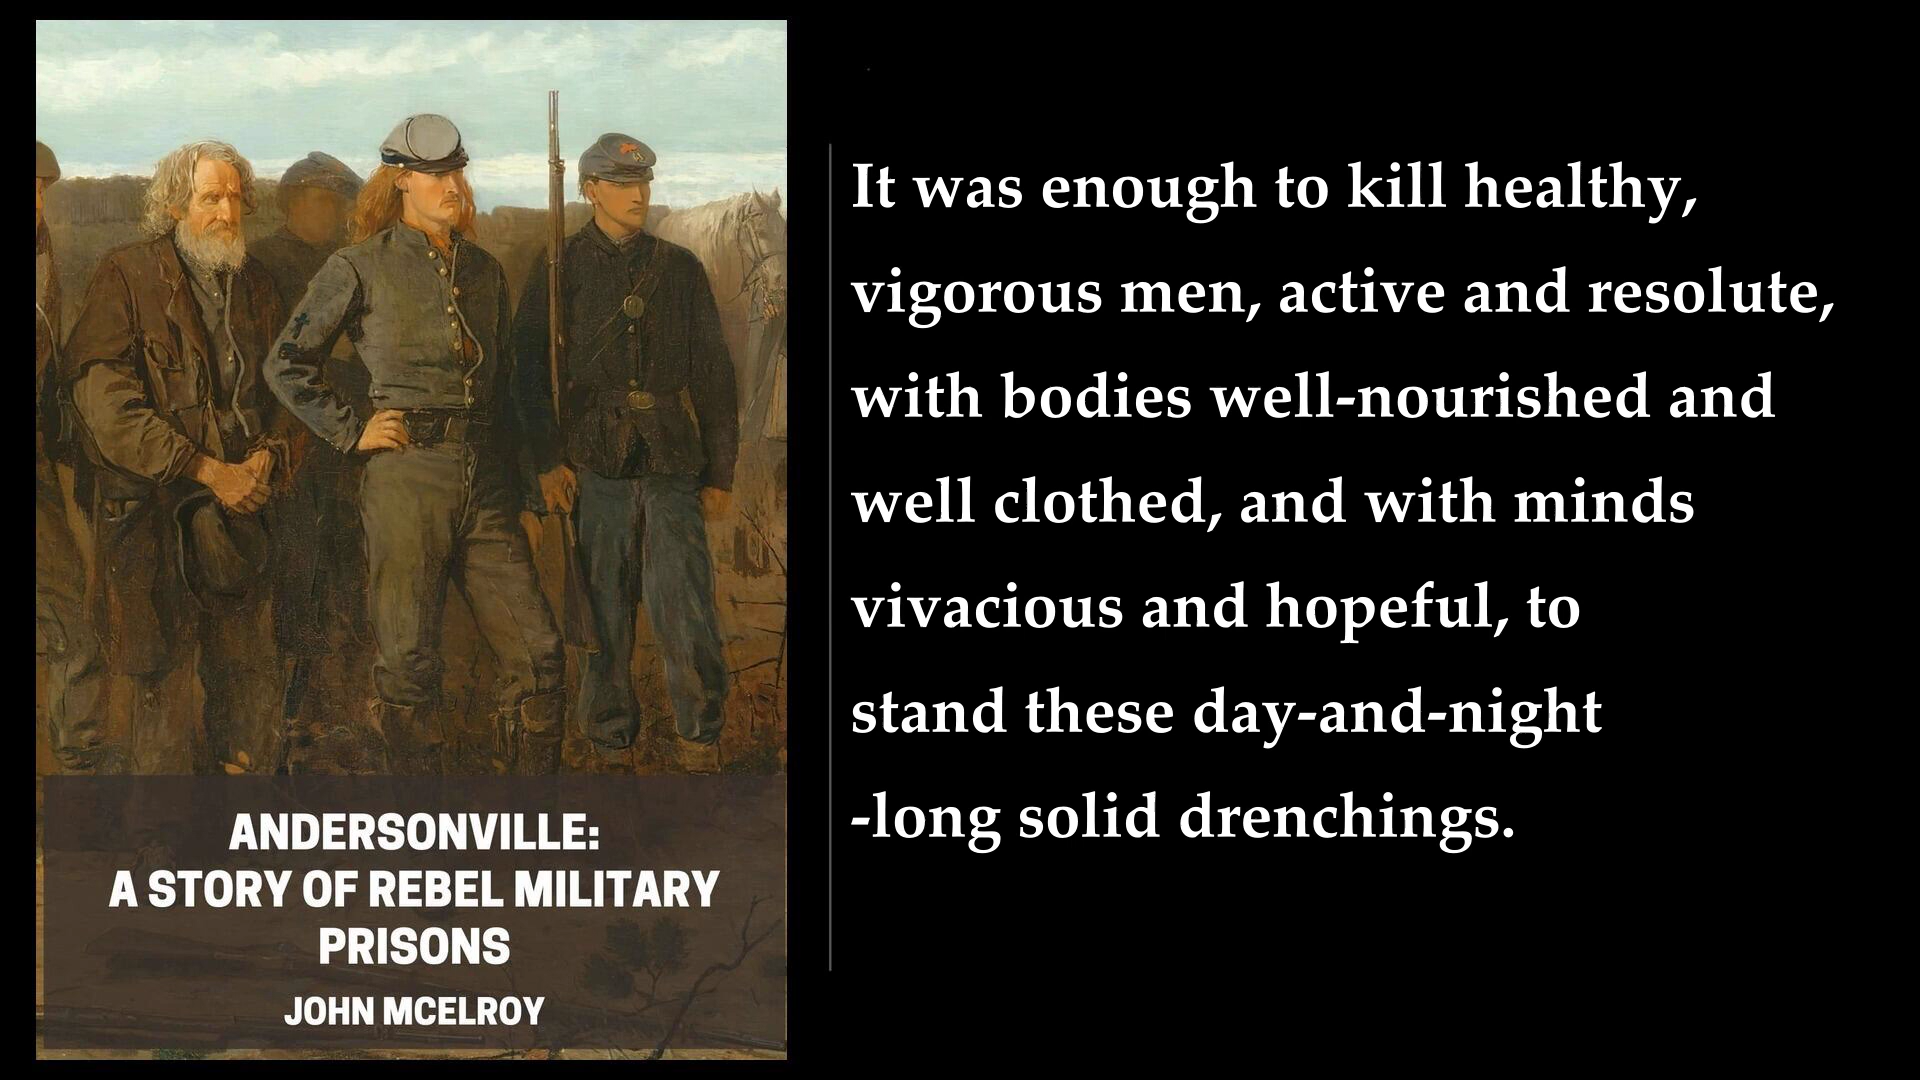 ANDERSONVILLE:
A STORY OF REBEL MILITARY
PRISONS
JOHN MCELROY
It was enough to kill healthy,
vigorous men, active and resolute,
with bodies well-nourished and
well clothed, and with minds
vivacious and hopeful, to
stand these day-and-night
-long solid drenchings.